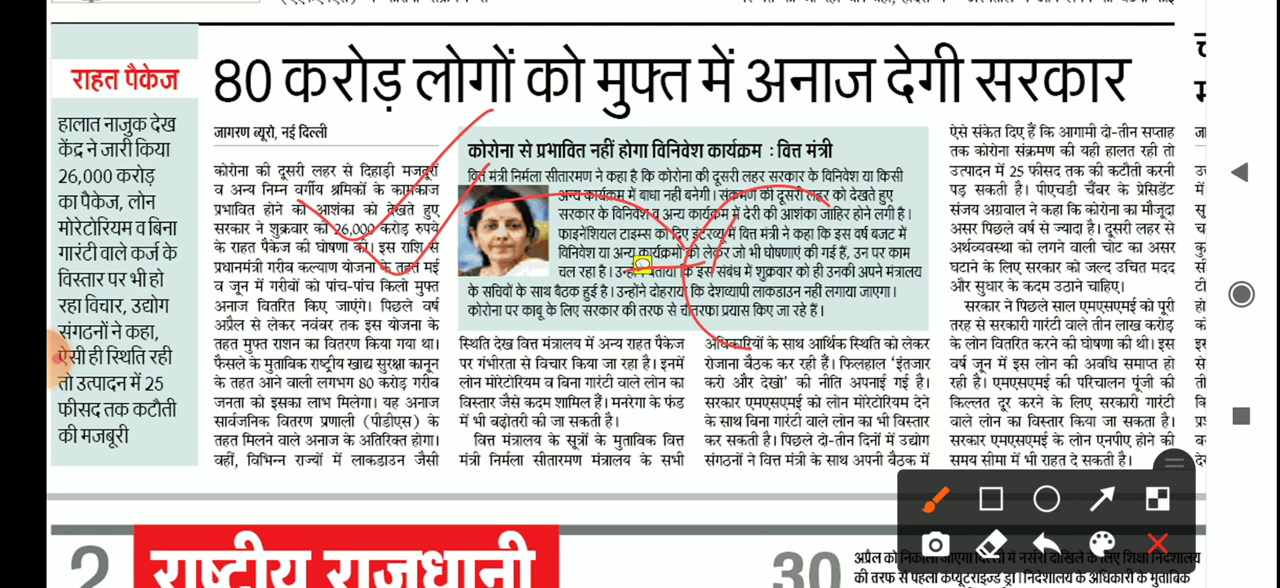 80 करोड़ लोगों को मुफ्त में अनाज देगी सरकार
राहत पैकेज
हालात नाजुक देख
केंद्र ने जारी किया
26,000 करोड़
का पैकेज, लोन
मोरेटोरियम व बिना
गारंटी वाले कर्ज के
विस्तार पर भी हो
रहा विचार, उद्योग
संगठनों ने कहा,
ऐसी ही स्थिति रही
तो उत्पादन में 25
फीसद तक कटौती
की मजबूरी
जागरण ब्यूरो, नई दिल्ली
कोरोना की दूसरी लहर से दिहाड़ी मजदूरों
व अन्य निम्न वर्गीय श्रमिकों के कामकाज
प्रभावित होने की आशंका को देखते हुए
सरकार ने शुक्रवार को 26,000 करोड़ रुपये
के राहत पैकेज की घोषणा की। इस राशि से
प्रधानमंत्री गरीब कल्याण योजना के तहत मई
व जून में गरीबों को पांच-पांच किलो मुफ्त
अनाज वितरित किए जाएंगे। पिछले वर्ष
अप्रैल से लेकर नवंबर तक इस योजना के
तहत मुफ्त राशन का वितरण किया गया था।
फैसले के मुताबिक राष्ट्रीय खाद्य सुरक्षा कानून
के तहत आने वाली लगभग 80 करोड़ गरीब
जनता को इसका लाभ मिलेगा। यह अनाज
सार्वजनिक वितरण प्रणाली (पीडीएस) के
तहत मिलने वाले अनाज के अतिरिक्त होगा।
वहीं, विभिन्न राज्यों में लाकडाउन जैसी
कोरोना से प्रभावित नहीं होगा विनिवेश कार्यक्रम : वित्त मंत्री
वित्त मंत्री निर्मला सीतारमण ने कहा है कि कोरोना की दूसरी लहर सरकार के विनिवेश या किसी
अन्य कार्यक्रम में बाधा नहीं बनेगी। संक्रमण की दूसरी लहर को देखते हुए
सरकार के विनिवेश व अन्य कार्यक्रम में देरी की आशंका जाहिर होने लगी है।
फाइनेंशियल टाइम्स को दिए इंटरव्यू में वित्त मंत्री ने कहा कि इस वर्ष बजट में
विनिवेश या अन्य कार्यक्रमों को लेकर जो भी घोषणाएं की गई हैं, उन पर काम
चल रहा है। उन्होंने बताया कि इस संबंध में शुक्रवार को ही उनकी अपने मंत्रालय
के सचिवों के साथ बैठक हुई है। उन्होंने दोहराया कि देशव्यापी लाकडाउन नहीं लगाया जाएगा।
कोरोना पर काबू के लिए सरकार की तरफ से चौतरफा प्रयास किए जा रहे हैं।
स्थिति देख वित्त मंत्रालय में अन्य राहत पैकेज
पर गंभीरता से विचार किया जा रहा है। इनमें
लोन मोरेटोरियम व बिना गारंटी वाले लोन का
विस्तार जैसे कदम शामिल हैं। मनरेगा के फंड
में भी बढ़ोतरी की जा सकती है।
वित्त मंत्रालय के सूत्रों के मुताबिक वित्त
मंत्री निर्मला सीतारमण मंत्रालय के सभी
अधिकारियों के साथ आर्थिक स्थिति को लेकर
रोजाना बैठक कर रही हैं। फिलहाल 'इंतजार
करो और देखो' की नीति अपनाई गई है।
सरकार एमएसएमई को लोन मोरेटोरियम देने
के साथ बिना गारंटी वाले लोन का भी विस्तार
कर सकती है। पिछले दो-तीन दिनों में उद्योग
संगठनों ने वित्त मंत्री के साथ अपनी बैठक में
ऐसे संकेत दिए हैं कि आगामी दो-तीन सप्ताह
तक कोरोना संक्रमण की यही हालत रही तो
उत्पादन में 25 फीसद तक की कटौती करनी
पड़ सकती है। पीएचडी चैंबर के प्रेसिडेंट
संजय अग्रवाल ने कहा कि कोरोना का मौजूदा
असर पिछले वर्ष से ज्यादा है। दूसरी लहर से
अर्थव्यवस्था को लगने वाली चोट का असर
घटाने के लिए सरकार को जल्द उचित मदद
और सुधार के कदम उठाने चाहिए।
सरकार ने पिछले साल एमएसएमई को पूरी
तरह से सरकारी गारंटी वाले तीन लाख करोड़
के लोन वितरित करने की घोषणा की थी। इस
वर्ष जून में इस लोन की अवधि समाप्त हो
रही है। एमएसएमई की परिचालन पूंजी की
किल्लत दूर करने के लिए सरकारी गारंटी
वाले लोन का विस्तार किया जा सकता है।
सरकार एमएसएमई के लोन एनपीए होने की
समय सीमा में भी राहत दे सकती है।
2 राष्ट्रीय राजधानी
30
अप्रैल को निकाला जाएगा दिल्ली में नर्सरी दाखिले के लिए शिक्षा निदेशालय
की तरफ से पहला कंप्यूटराइज्ड ड्रा। निदेशालय के अधिकारी के मुताबिक